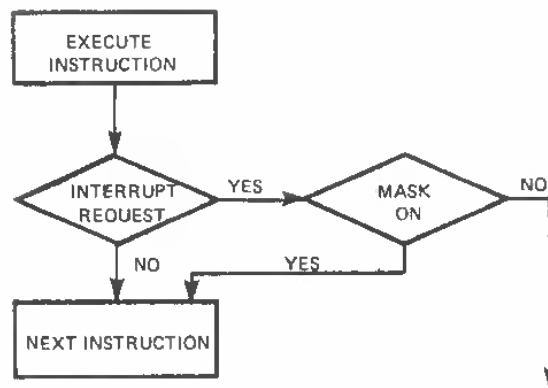 EXECUTE
INSTRUCTION
INTERRUPT
REQUEST
YES
MASK
ON
NO
NO
YES
NEXT INSTRUCTION